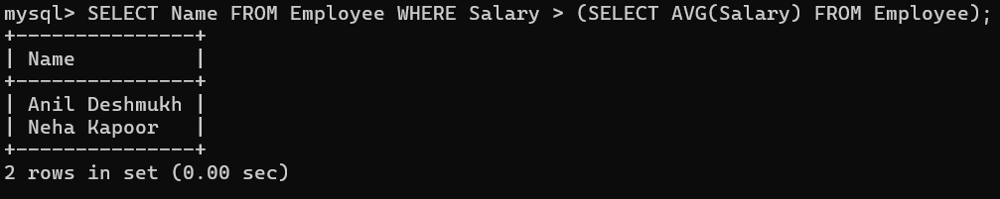 mysql> SELECT Name FROM Employee WHERE Salary > (SELECT AVG(Salary) FROM Employee);
+---------------+
| Name          |
+---------------+
| Anil Deshmukh |
| Neha Kapoor   |
+---------------+
2 rows in set (0.00 sec)